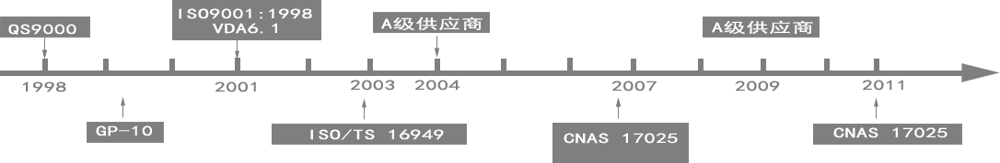 QS9000
ISO9001:1998
VDA6.1
A级供应商
A级供应商
1998
2001
2003
2004
2007
2009
2011
GP-10
ISO/TS 16949
CNAS 17025
CNAS 17025